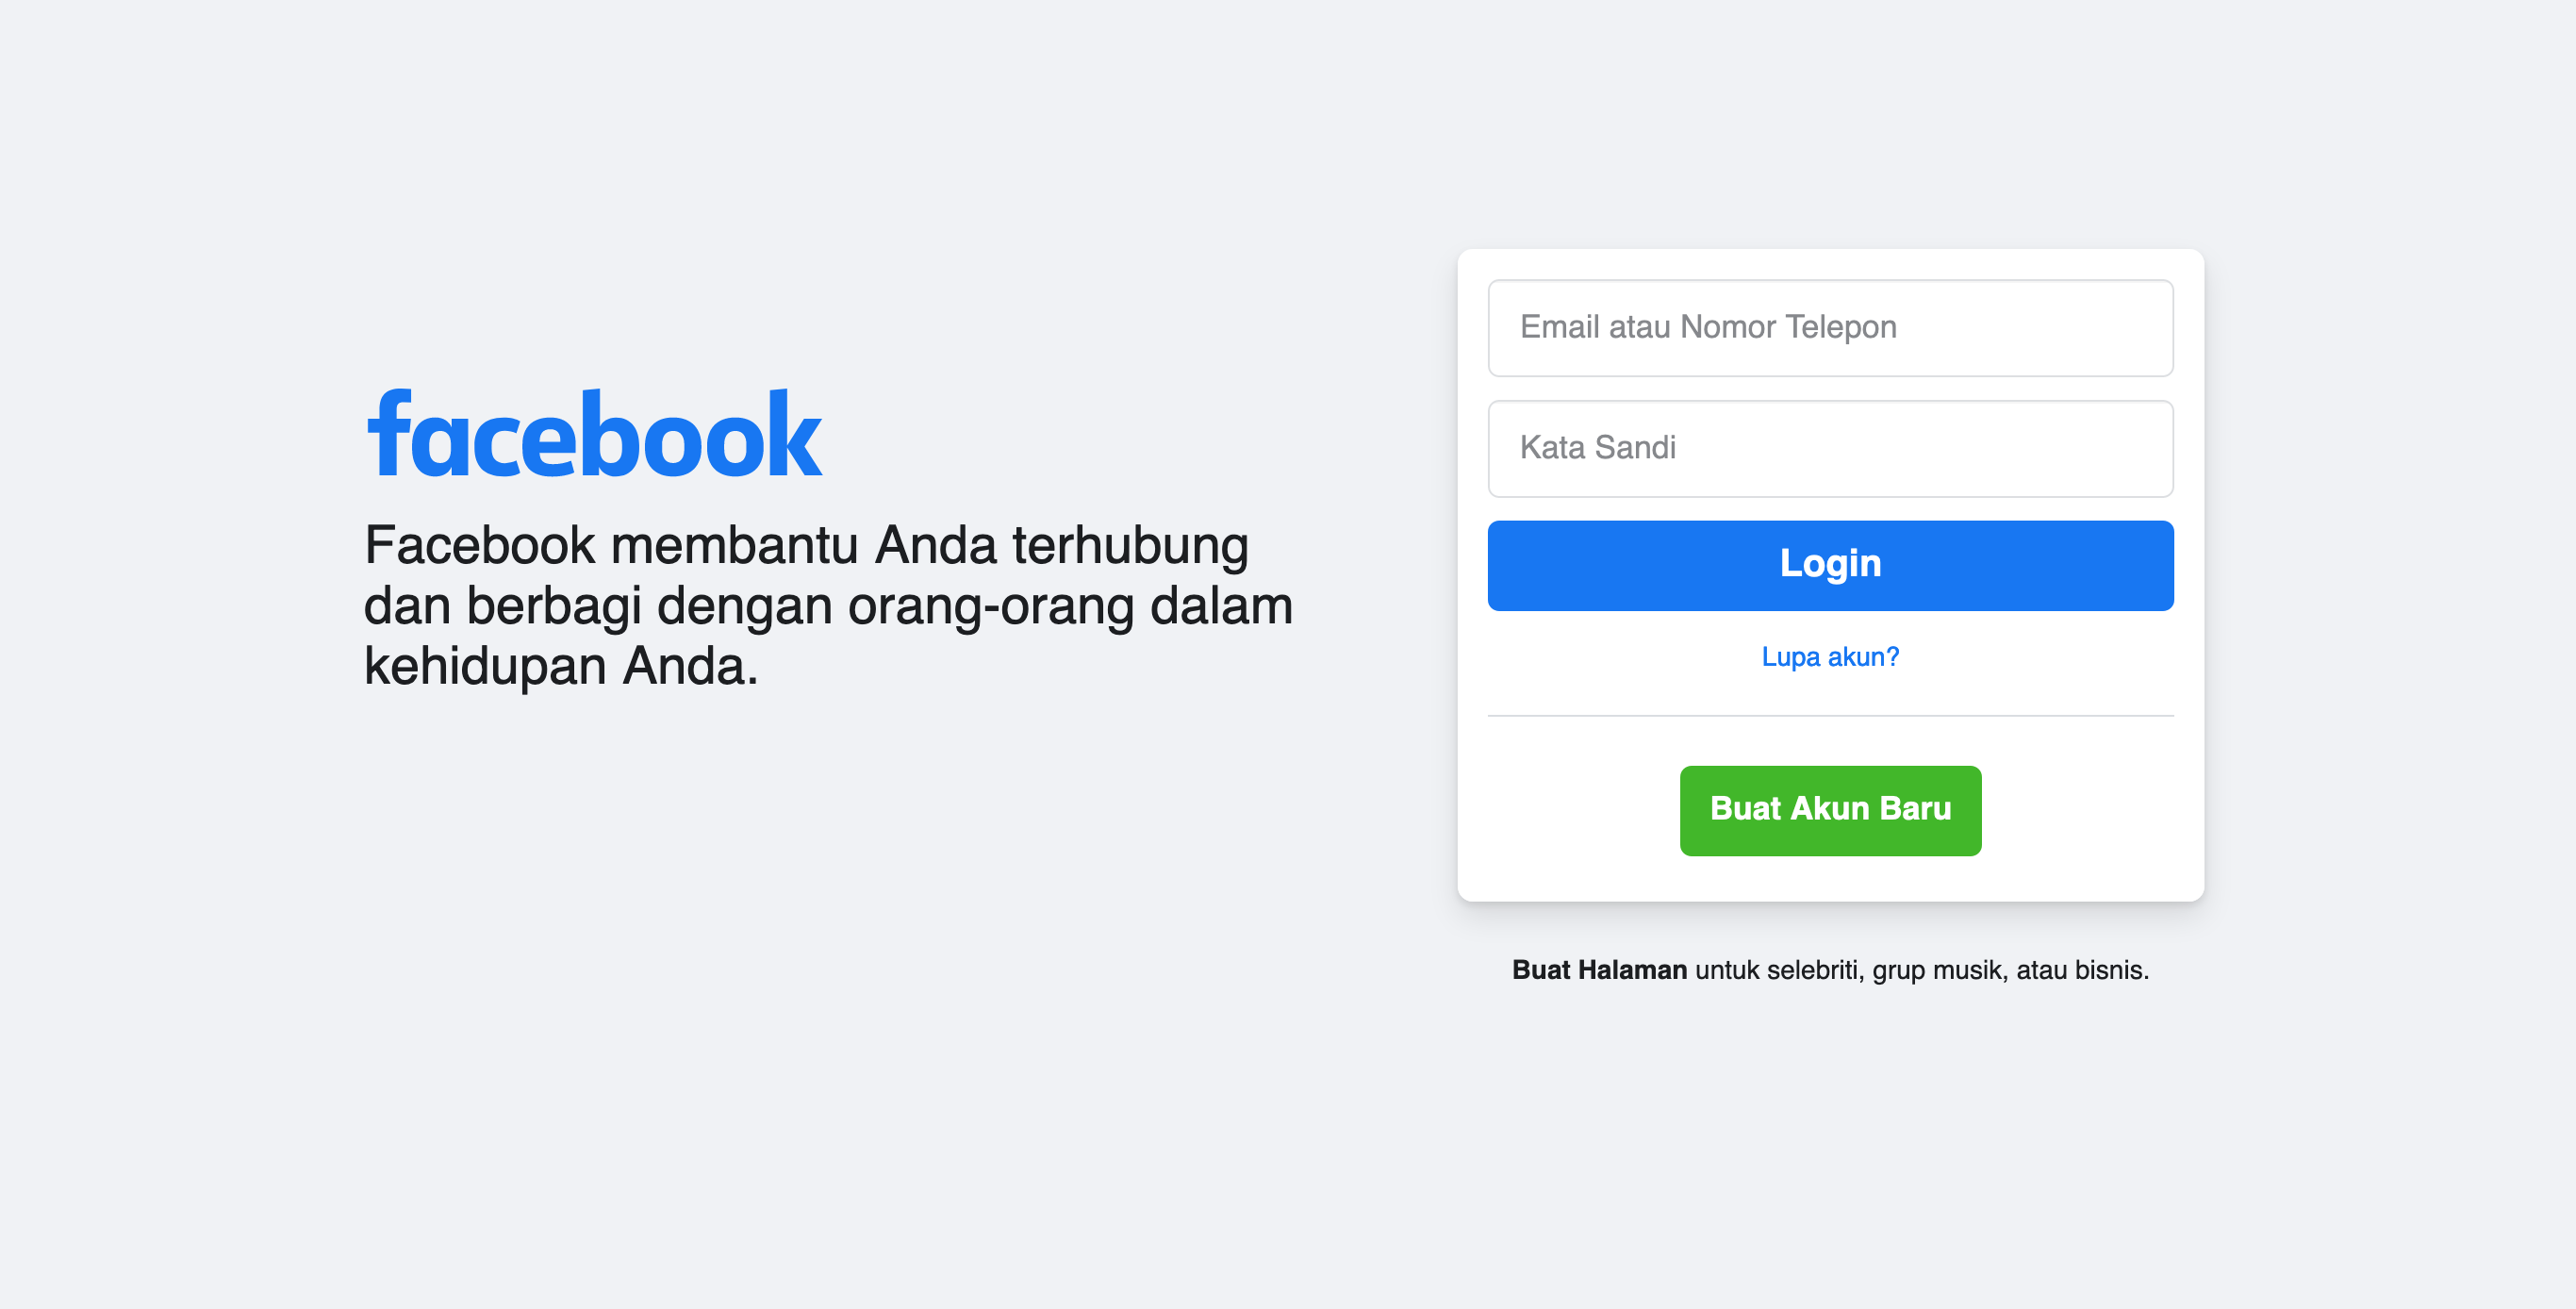 facebook
Facebook membantu Anda terhubung
dan berbagi dengan orang-orang dalam
kehidupan Anda.
Email atau Nomor Telepon
Kata Sandi
Login
Lupa akun?
Buat Akun Baru
Buat Halaman untuk selebriti, grup musik, atau bisnis.